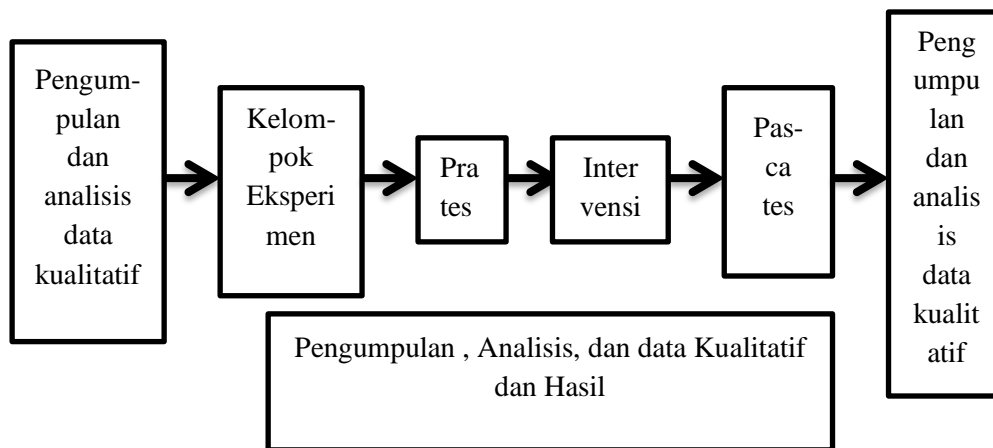 Pengum-
pulan
dan
analisis
data
kualitatif
Kelom-
pok
Eksperi
men
Pra
tes
Inter
vensi
Pas-
ca
tes
Peng
umpu
lan
dan
analis
is
data
kualit
atif
Pengumpulan , Analisis, dan data Kualitatif
dan Hasil